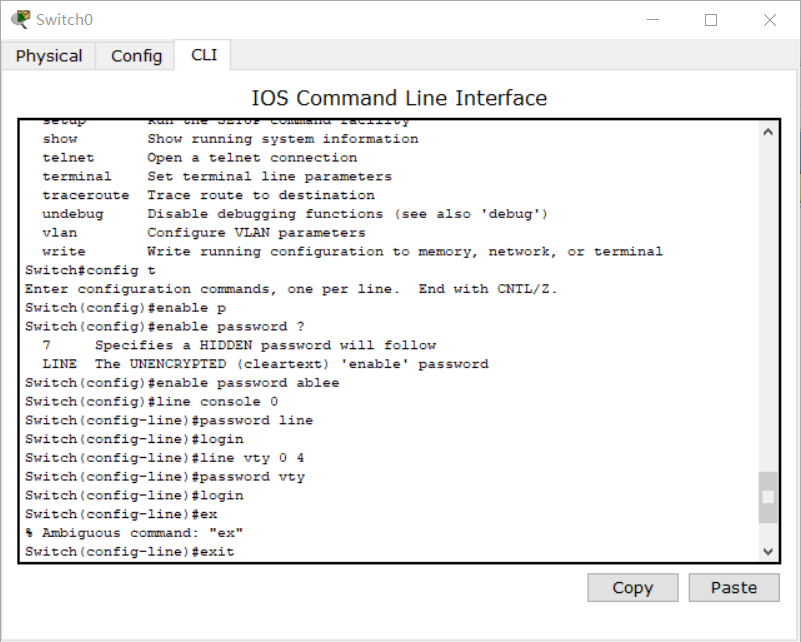 Switch0
Physical Config CLI
IOS Command Line Interface
setup Run the SETUP command facility
show Show running system information
telnet Open a telnet connection
terminal Set terminal line parameters
traceroute Trace route to destination
undebug Disable debugging functions (see also 'debug')
vlan Configure VLAN parameters
write Write running configuration to memory, network, or terminal
Switch#config t
Enter configuration commands, one per line. End with CNTL/Z.
Switch(config)#enable p
Switch(config)#enable password ?
7 Specifies a HIDDEN password will follow
LINE The UNENCRYPTED (cleartext) 'enable' password
Switch(config)#enable password ablee
Switch(config)#line console 0
Switch(config-line)#password line
Switch(config-line)#login
Switch(config-line)#line vty 0 4
Switch(config-line)#password vty
Switch(config-line)#login
Switch(config-line)#ex
% Ambiguous command: "ex"
Switch(config-line)#exit
Copy Paste